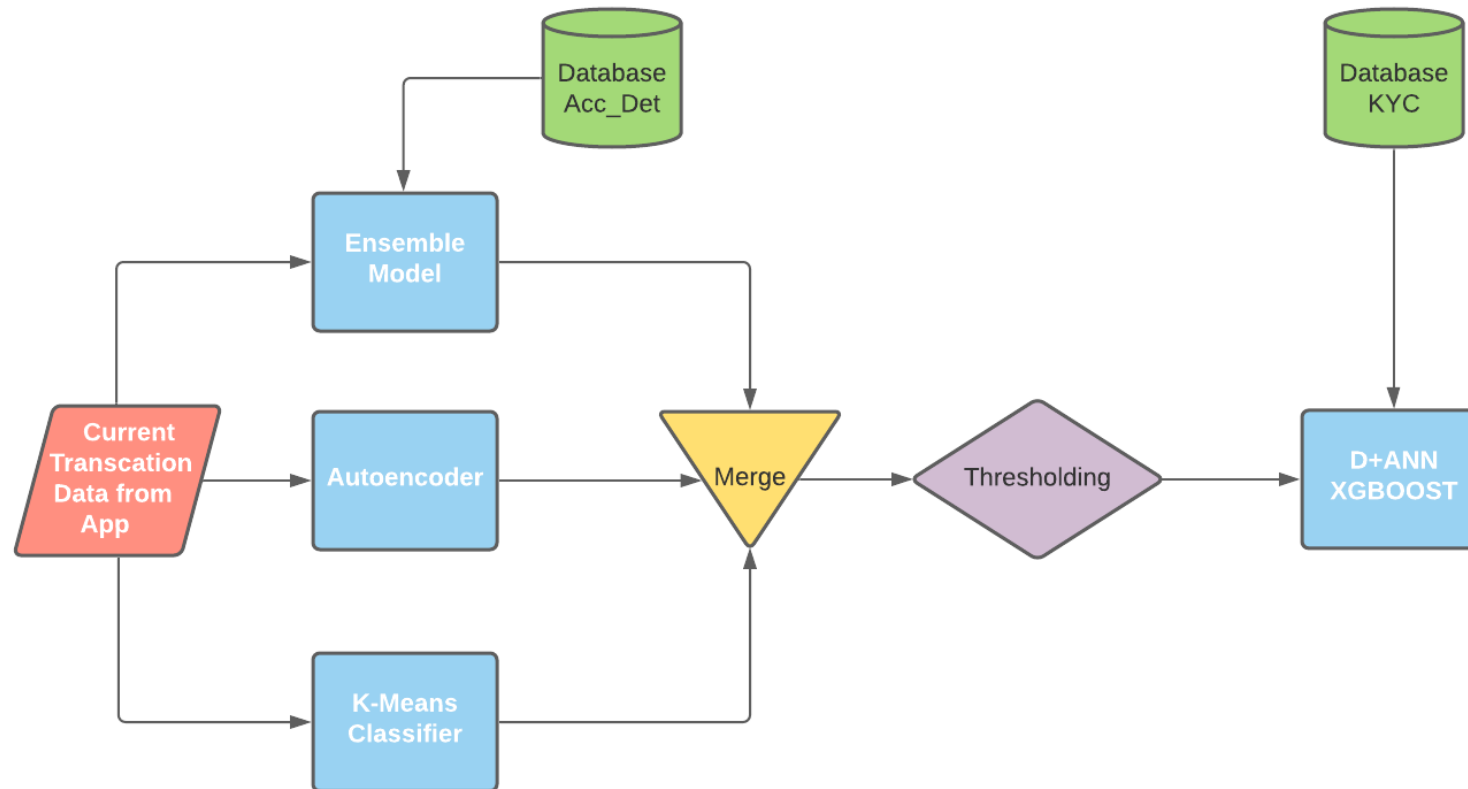 Database
Acc_Det
Database
KYC
Ensemble
Model
Current
Transcation
Data from
App
Autoencoder
Merge
Thresholding
D+ANN
XGBOOST
K-Means
Classifier